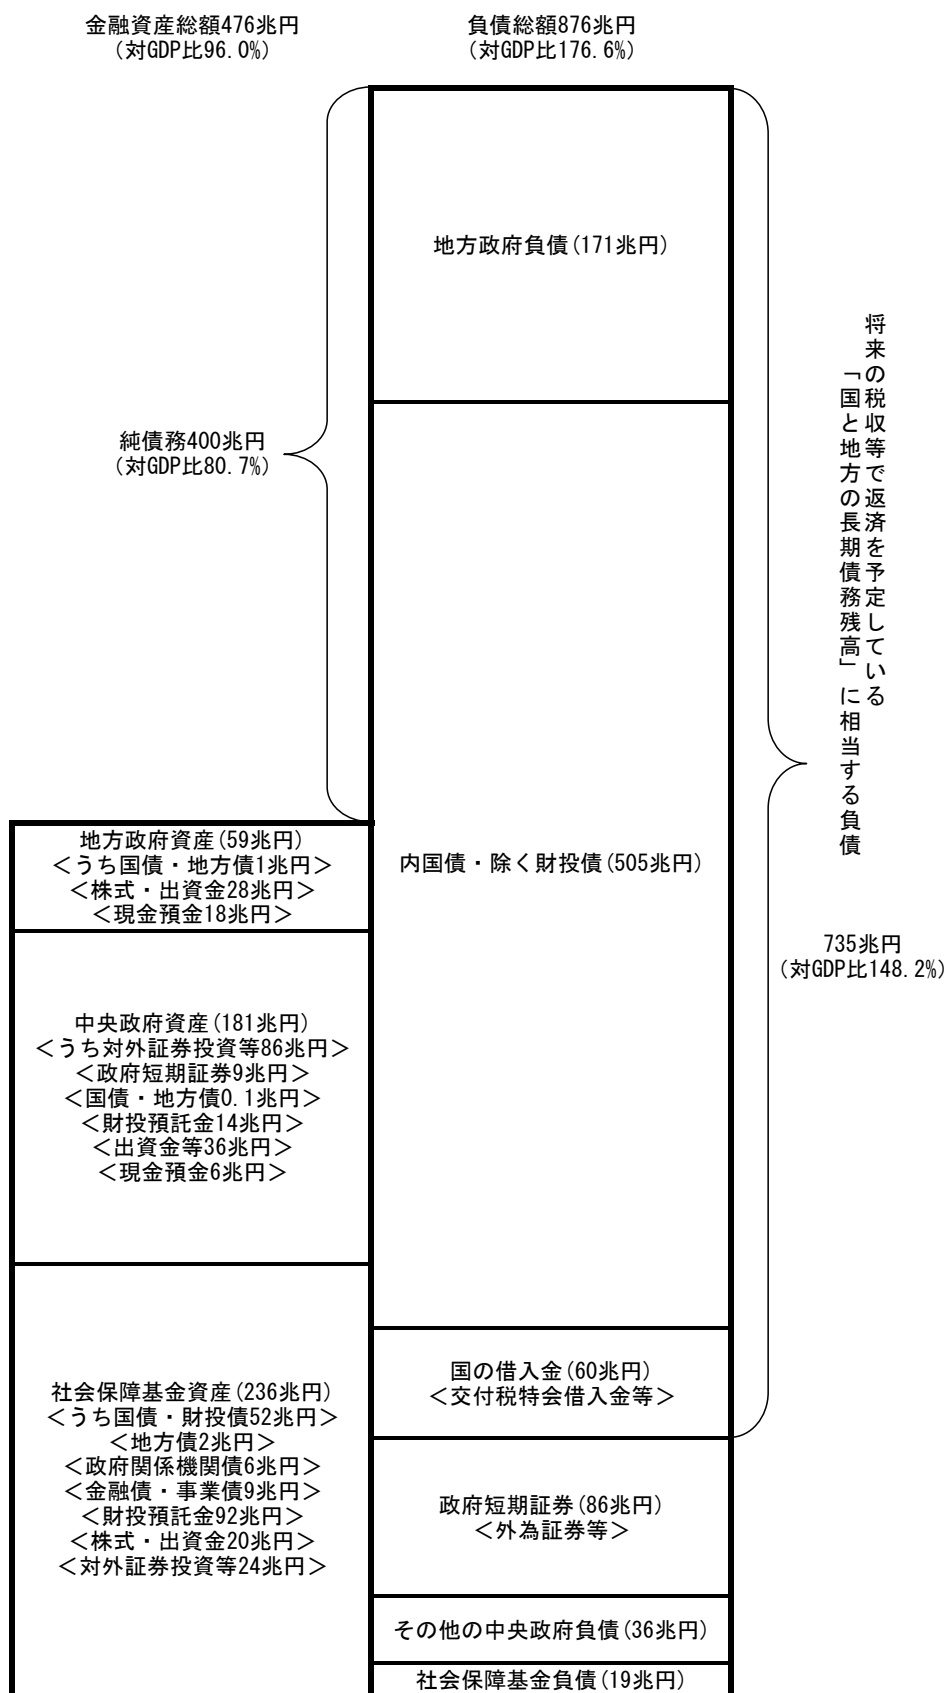 金融資産総額476兆円
（対GDP比96.0%）
負債総額876兆円
（対GDP比176.6%）
地方政府負債(171兆円)
純債務400兆円
（対GDP比80.7%）
将来の税収等で返済を予定している
「国と地方の長期債務残高」に相当する負債
735兆円
（対GDP比148.2%）
内国債・除く財投債(505兆円)
地方政府資産(59兆円)
＜うち国債・地方債1兆円＞
＜株式・出資金28兆円＞
＜現金預金18兆円＞
中央政府資産(181兆円)
＜うち対外証券投資等86兆円＞
＜政府短期証券9兆円＞
＜国債・地方債0.1兆円＞
＜財投預託金14兆円＞
＜出資金等36兆円＞
＜現金預金6兆円＞
社会保障基金資産(236兆円)
＜うち国債・財投債52兆円＞
＜地方債2兆円＞
＜政府関係機関債6兆円＞
＜金融債・事業債9兆円＞
＜財投預託金92兆円＞
＜株式・出資金20兆円＞
＜対外証券投資等24兆円＞
国の借入金(60兆円)
＜交付税特会借入金等＞
政府短期証券(86兆円)
＜外為証券等＞
その他の中央政府負債(36兆円)
社会保障基金負債(19兆円)